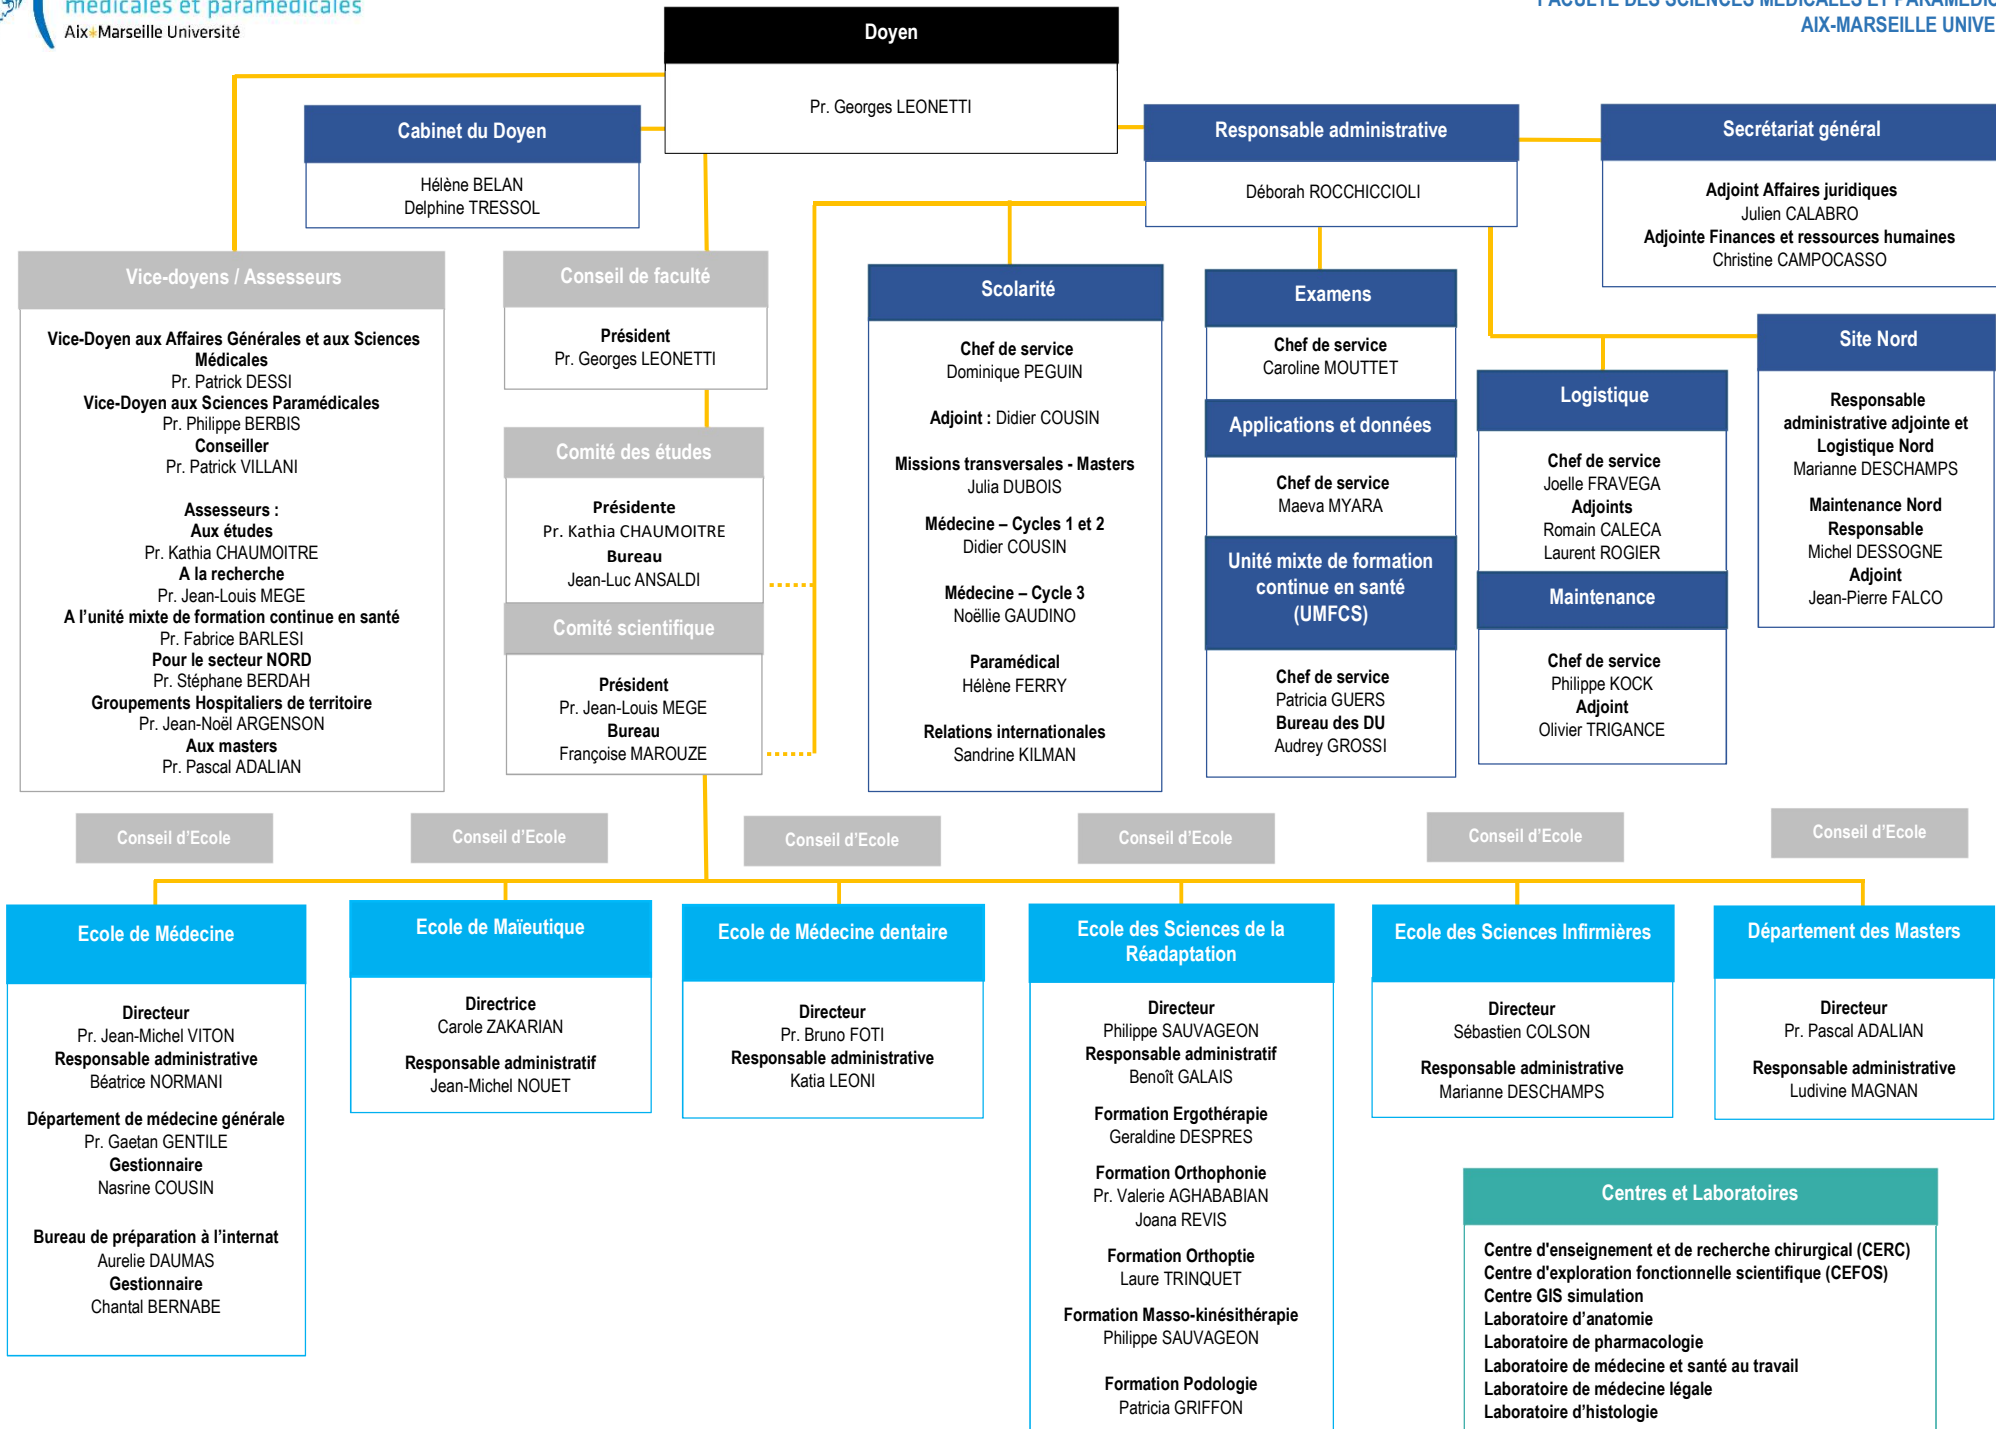 médicales et paramédicales
Aix*Marseille Université
FACULTE DES SCIENCES MEDICALES ET
AIX-MARSEILLE
Doyen
Pr. Georges LEONETTI
Cabinet du Doyen
Hélène BELAN
Delphine TRESSOL
Responsable administrative
Déborah ROCCHICCIOLI
Secrétariat général
Adjoint Affaires juridiques
Julien CALABRO
Adjointe Finances et ressources humaines
Christine CAMPOCASSO
Vice-doyens / Assesseurs
Vice-Doyen aux Affaires Générales et aux Sciences
Médicales
Pr. Patrick DESSI
Vice-Doyen aux Sciences Paramédicales
Pr. Philippe BERBIS
Conseiller
Pr. Patrick VILLANI
Assesseurs :
Aux études
Pr. Kathia CHAUMOITRE
A la recherche
Pr. Jean-Louis MEGE
A l'unité mixte de formation continue en santé
Pr. Fabrice BARLESI
Pour le secteur NORD
Pr. Stéphane BERDAH
Groupements Hospitaliers de territoire
Pr. Jean-Noël ARGENSON
Aux masters
Pr. Pascal ADALIAN
Conseil de faculté
Président
Pr. Georges LEONETTI
Comité des études
Présidente
Pr. Kathia CHAUMOITRE
Bureau
Jean-Luc ANSALDI
Comité scientifique
Président
Pr. Jean-Louis MEGE
Bureau
Françoise MAROUZE
Scolarité
Chef de service
Dominique PEGUIN
Adjoint : Didier COUSIN
Missions transversales - Masters
Julia DUBOIS
Médecine – Cycles 1 et 2
Didier COUSIN
Médecine – Cycle 3
Noëllie GAUDINO
Paramédical
Hélène FERRY
Relations internationales
Sandrine KILMAN
Examens
Chef de service
Caroline MOUTTET
Applications et données
Chef de service
Maeva MYARA
Unité mixte de formation
continue en santé
(UMFCS)
Chef de service
Patricia GUERS
Bureau des DU
Audrey GROSSI
Logistique
Chef de service
Joelle FRAVEGA
Adjoints
Romain CALECA
Laurent ROGIER
Maintenance
Chef de service
Philippe KOCK
Adjoint
Olivier TRIGANCE
Site Nord
Responsable
administrative adjointe et
Logistique Nord
Marianne DESCHAMPS
Maintenance Nord
Responsable
Michel DESSOGNE
Adjoint
Jean-Pierre FALCO
Conseil d'Ecole
Conseil d'Ecole
Conseil d'Ecole
Conseil d'Ecole
Conseil d'Ecole
Conseil d'Ecole
Ecole de Médecine
Directeur
Pr. Jean-Michel VITON
Responsable administrative
Béatrice NORMANI
Département de médecine générale
Pr. Gaetan GENTILE
Gestionnaire
Nasrine COUSIN
Bureau de préparation à l'internat
Aurelie DAUMAS
Gestionnaire
Chantal BERNABE
Ecole de Maïeutique
Directrice
Carole ZAKARIAN
Responsable administratif
Jean-Michel NOUET
Ecole de Médecine dentaire
Directeur
Pr. Bruno FOTI
Responsable administrative
Katia LEONI
Ecole des Sciences de la
Réadaptation
Directeur
Philippe SAUVAGEON
Responsable administratif
Benoît GALAIS
Formation Ergothérapie
Geraldine DESPRES
Formation Orthophonie
Pr. Valerie AGHABABIAN
Joana REVIS
Formation Orthoptie
Laure TRINQUET
Formation Masso-kinésithérapie
Philippe SAUVAGEON
Formation Podologie
Patricia GRIFFON
Ecole des Sciences Infirmières
Directeur
Sébastien COLSON
Responsable administrative
Marianne DESCHAMPS
Département des Masters
Directeur
Pr. Pascal ADALIAN
Responsable administrative
Ludivine MAGNAN
Centres et Laboratoires
Centre d'enseignement et de recherche chirurgical (CERC)
Centre d'exploration fonctionnelle scientifique (CEFOS)
Centre GIS simulation
Laboratoire d'anatomie
Laboratoire de pharmacologie
Laboratoire de médecine et santé au travail
Laboratoire de médecine légale
Laboratoire d'histologie